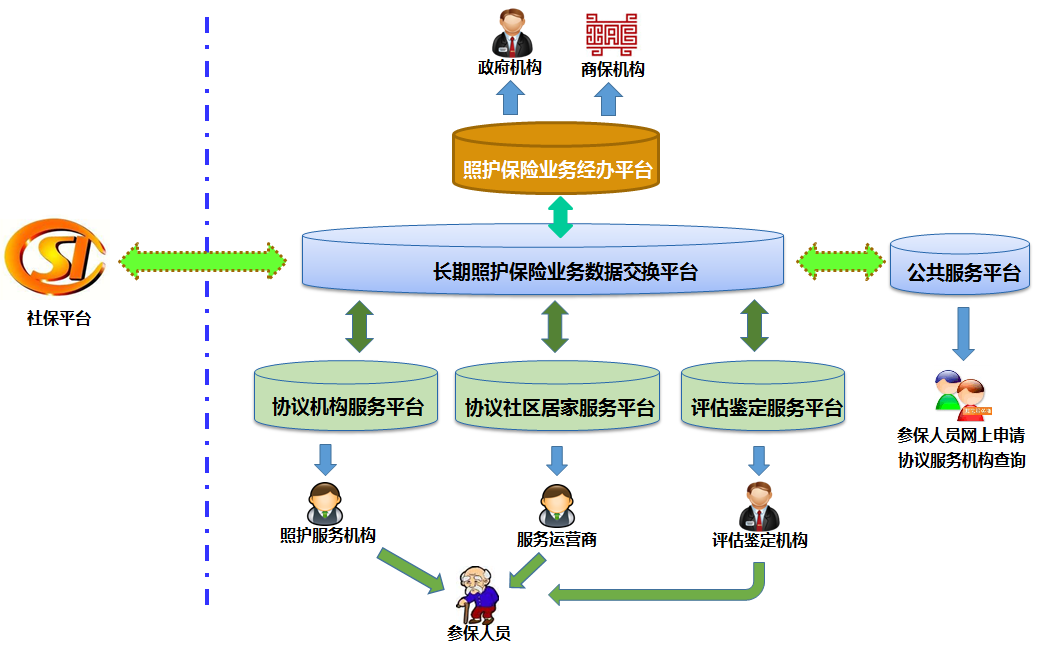 政府机构
商保机构
照护保险业务经办平台
SI
长期照护保险业务数据交换平台
公共服务平台
社保平台
协议机构服务平台
协议社区居家服务平台
评估鉴定服务平台
参保人员网上申请
协议服务机构查询
照护服务机构
服务运营商
评估鉴定机构
参保人员